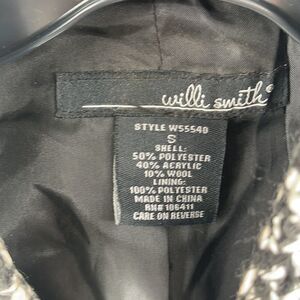 willi smith®
STYLE W55540
S
SHELL:
50% POLYESTER
40% ACRYLIC
10% WOOL
LINING:
100% POLYESTER
MADE IN CHINA
RN# 106411
CARE ON REVERSE